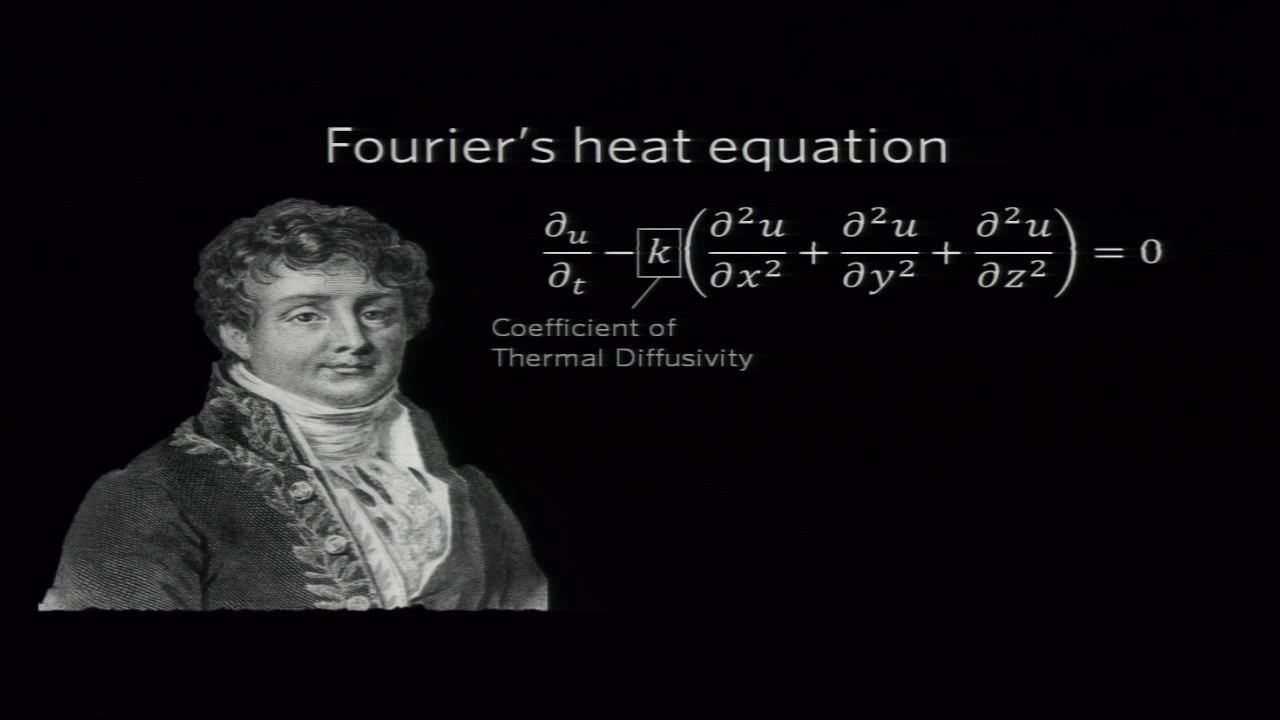 Fourier's heat equation
∂ᵤ/∂ₜ − k(∂²u/∂x² + ∂²u/∂y² + ∂²u/∂z²) = 0
Coefficient of
Thermal Diffusivity